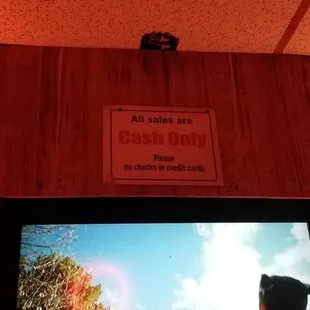 All sales are
Cash Only
Please
no checks or credit cards